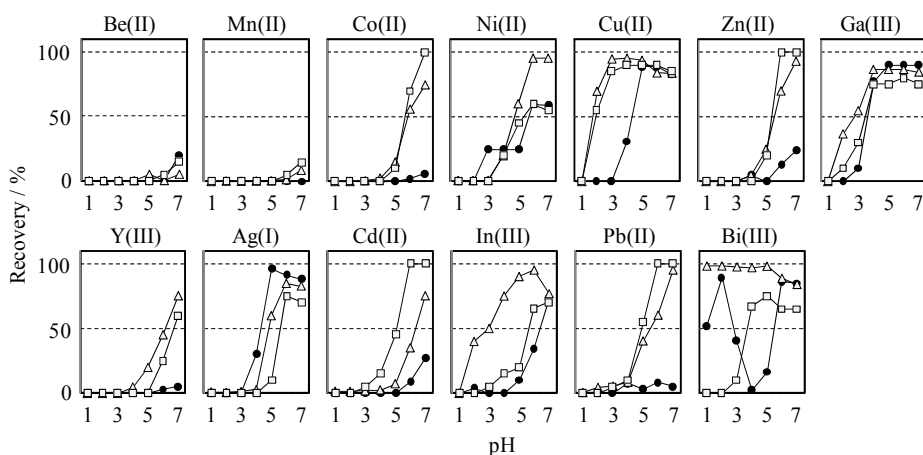 Be(II) Mn(II) Co(II) Ni(II) Cu(II) Zn(II) Ga(III)
100
50
0
1 3 5 7 1 3 5 7 1 3 5 7 1 3 5 7 1 3 5 7 1 3 5 7 1 3 5 7
Recovery / %
Y(III) Ag(I) Cd(II) In(III) Pb(II) Bi(III)
100
50
0
1 3 5 7 1 3 5 7 1 3 5 7 1 3 5 7 1 3 5 7 1 3 5 7
pH